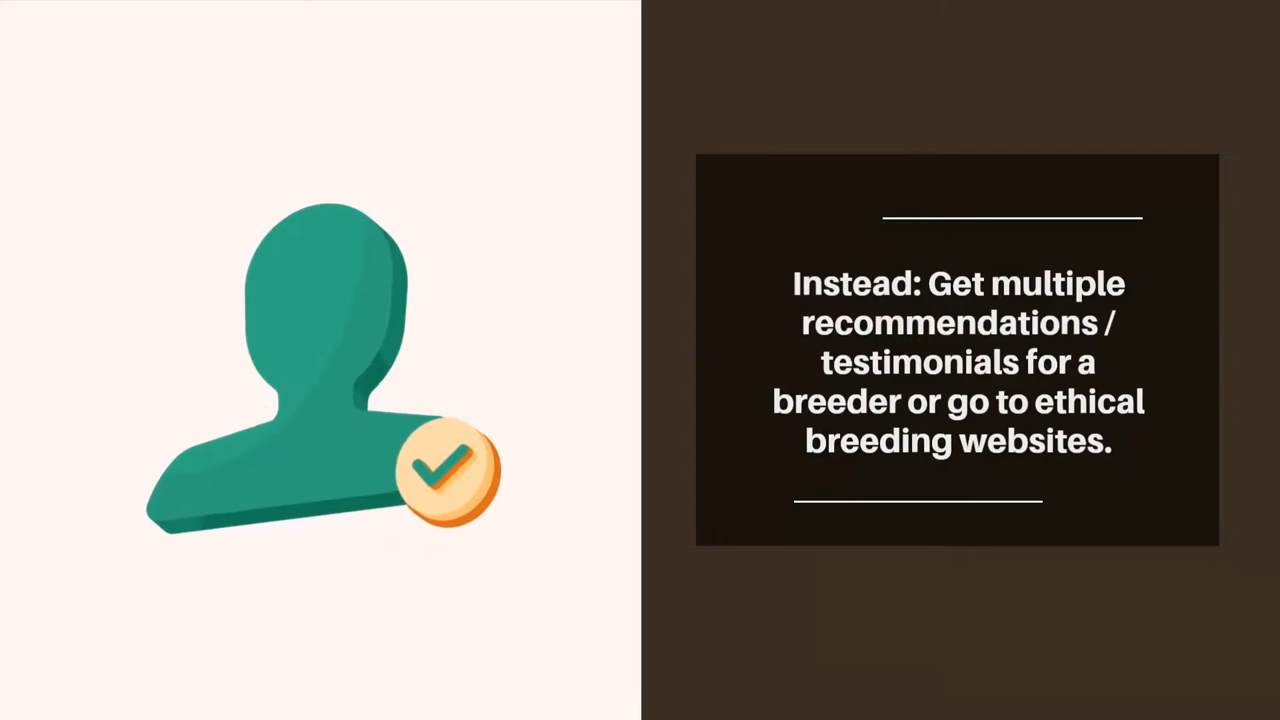 Instead: Get multiple
recommendations /
testimonials for a
breeder or go to ethical
breeding websites.